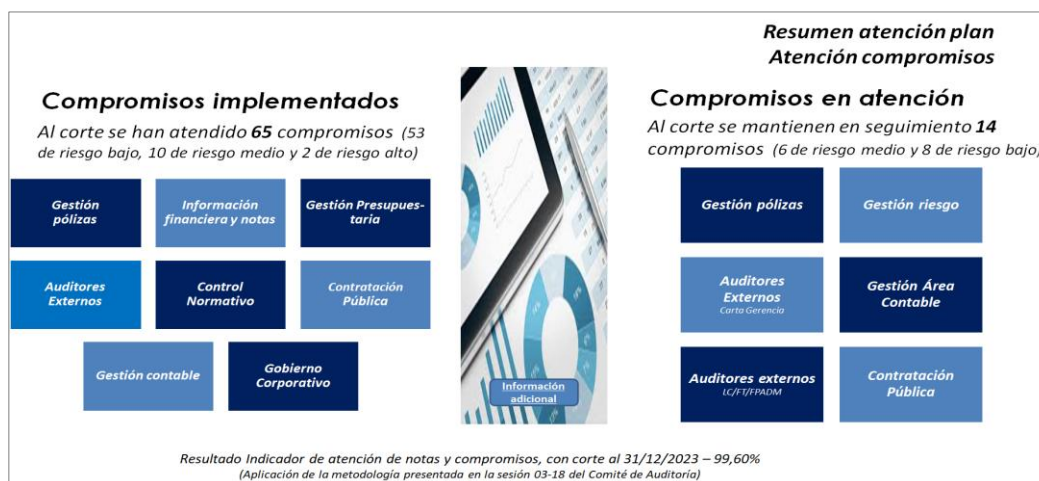 Resumen atención plan
Atención compromisos
Compromisos implementados
Al corte se han atendido 65 compromisos (53
de riesgo bajo, 10 de riesgo medio y 2 de riesgo alto)
Gestión
pólizas
Información
financiera y notas
Gestión Presupues-
taria
Auditores
Externos
Control
Normativo
Contratación
Pública
Gestión contable
Gobierno
Corporativo
Información
adicional
Compromisos en atención
Al corte se mantienen en seguimiento 14
compromisos (6 de riesgo medio y 8 de riesgo bajo)
Gestión pólizas
Gestión riesgo
Auditores
Externos
Carta Gerencia
Gestión Área
Contable
Auditores externos
LC/FT/FPADM
Contratación
Pública
Resultado Indicador de atención de notas y compromisos, con corte al 31/12/2023 – 99,60%
(Aplicación de la metodología presentada en la sesión 03-18 del Comité de Auditoría)